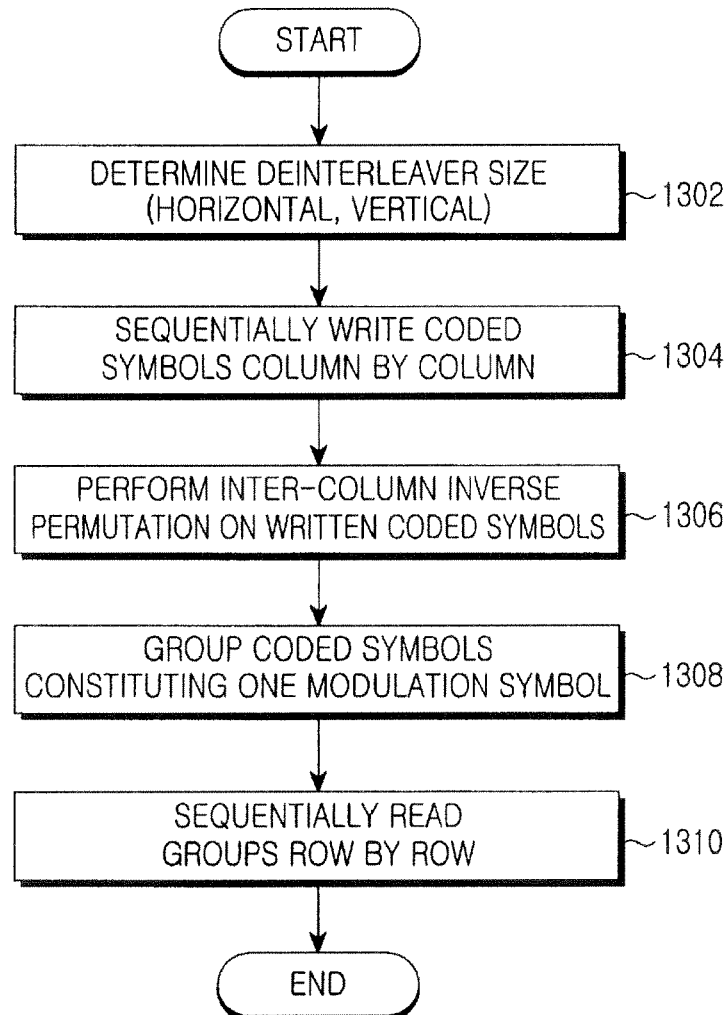 START
DETERMINE DEINTERLEAVER SIZE
(HORIZONTAL, VERTICAL)
1302
SEQUENTIALLY WRITE CODED
SYMBOLS COLUMN BY COLUMN
1304
PERFORM INTER-COLUMN INVERSE
PERMUTATION ON WRITTEN CODED SYMBOLS
1306
GROUP CODED SYMBOLS
CONSTITUTING ONE MODULATION SYMBOL
1308
SEQUENTIALLY READ
GROUPS ROW BY ROW
1310
END